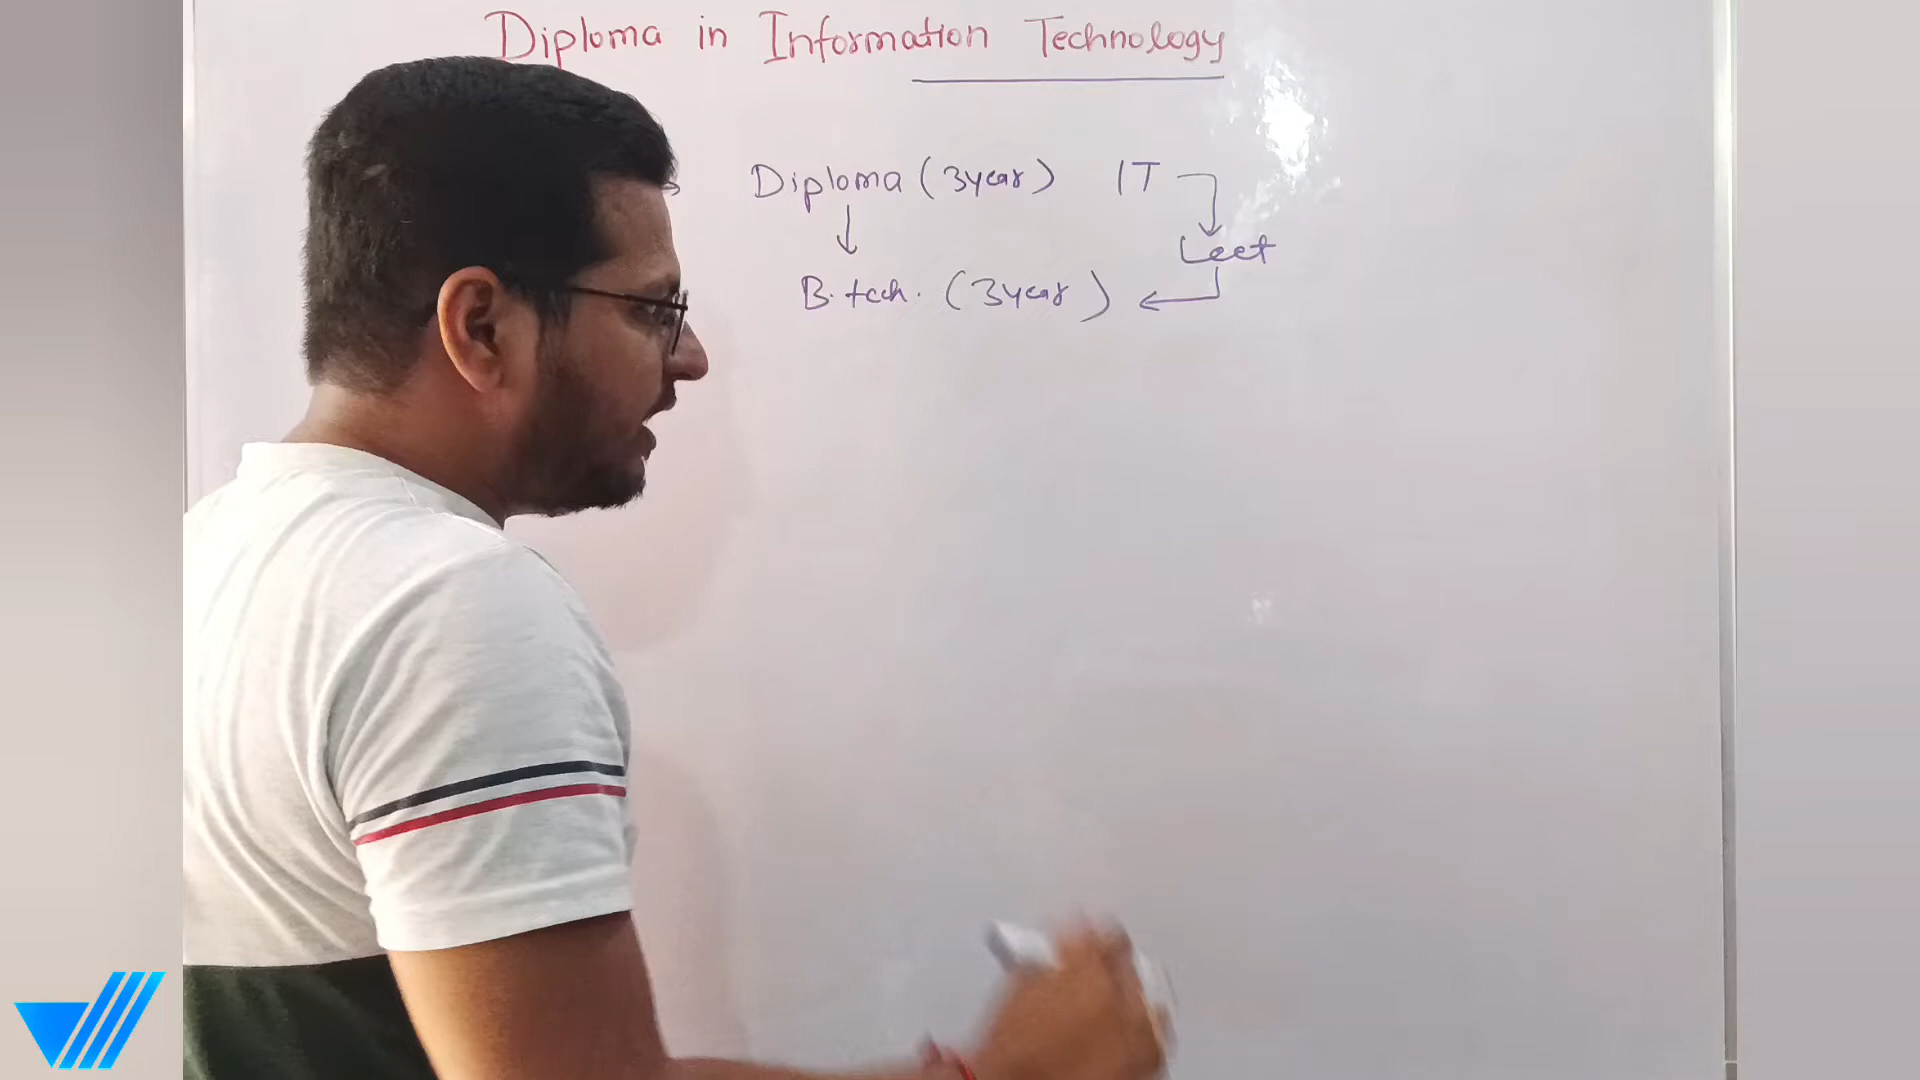 Diploma in Information Technology
Diploma (3year) IT
Leet
B.tech. (3year)